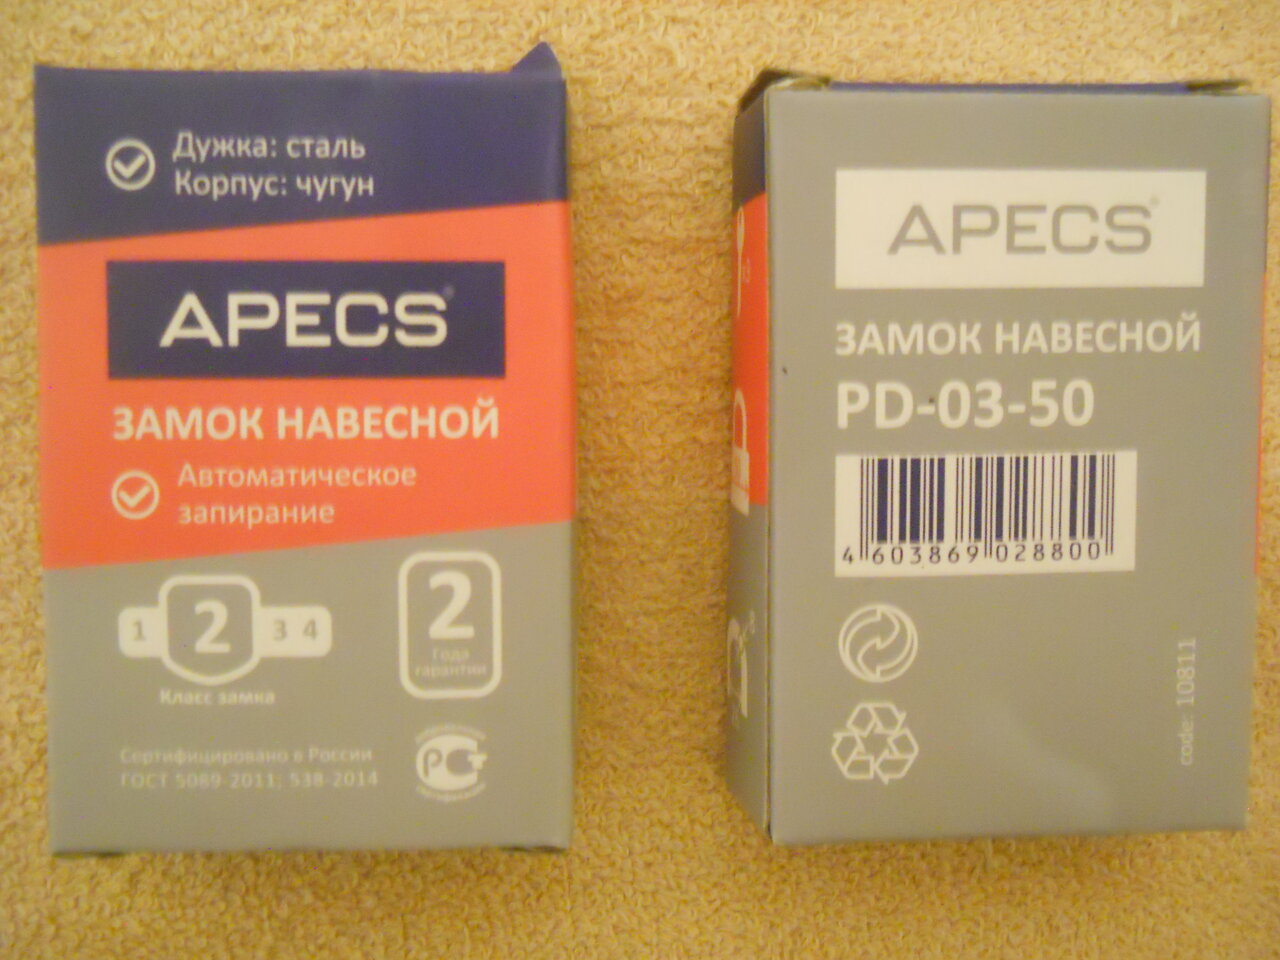 Дужка: сталь
Корпус: чугун
APECS®
ЗАМОК НАВЕСНОЙ
Автоматическое
запирание
1 2 3 4
Класс замка
2
Года
гарантии
Сертифицировано в России
ГОСТ 5089-2011; 538-2014
РСТ
APECS®
ЗАМОК НАВЕСНОЙ
PD-03-50
4 603869 028800
code: 10811